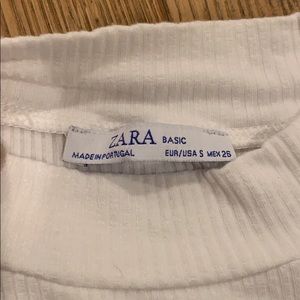 ZARA BASIC
MADE IN PORTUGAL EUR/USA S MEX 26